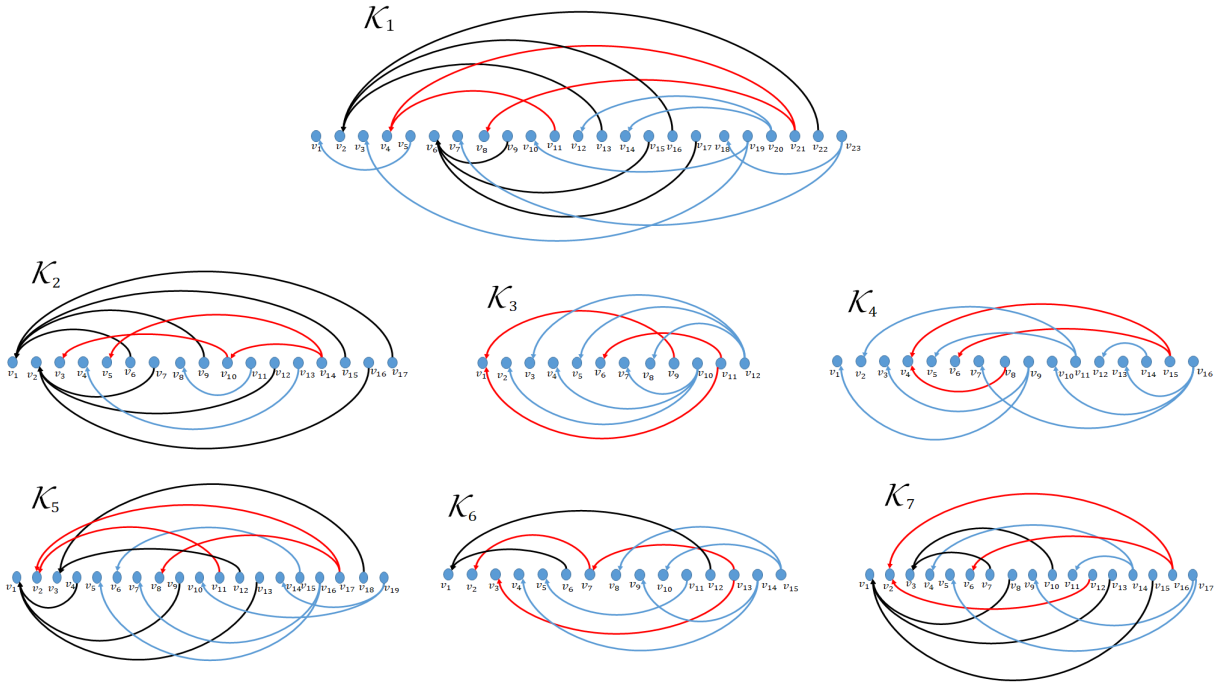 𝒦₁
v₁ v₂ v₃ v₄ v₅ v₆ v₇ v₈ v₉ v₁₀ v₁₁ v₁₂ v₁₃ v₁₄ v₁₅ v₁₆ v₁₇ v₁₈ v₁₉ v₂₀ v₂₁ v₂₂ v₂₃
𝒦₂
v₁ v₂ v₃ v₄ v₅ v₆ v₇ v₈ v₉ v₁₀ v₁₁ v₁₂ v₁₃ v₁₄ v₁₅ v₁₆ v₁₇
𝒦₃
v₁ v₂ v₃ v₄ v₅ v₆ v₇ v₈ v₉ v₁₀ v₁₁ v₁₂
𝒦₄
v₁ v₂ v₃ v₄ v₅ v₆ v₇ v₈ v₉ v₁₀ v₁₁ v₁₂ v₁₃ v₁₄ v₁₅ v₁₆
𝒦₅
v₁ v₂ v₃ v₄ v₅ v₆ v₇ v₈ v₉ v₁₀ v₁₁ v₁₂ v₁₃ v₁₄ v₁₅ v₁₆ v₁₇ v₁₈ v₁₉
𝒦₆
v₁ v₂ v₃ v₄ v₅ v₆ v₇ v₈ v₉ v₁₀ v₁₁ v₁₂ v₁₃ v₁₄ v₁₅
𝒦₇
v₁ v₂ v₃ v₄ v₅ v₆ v₇ v₈ v₉ v₁₀ v₁₁ v₁₂ v₁₃ v₁₄ v₁₅ v₁₆ v₁₇